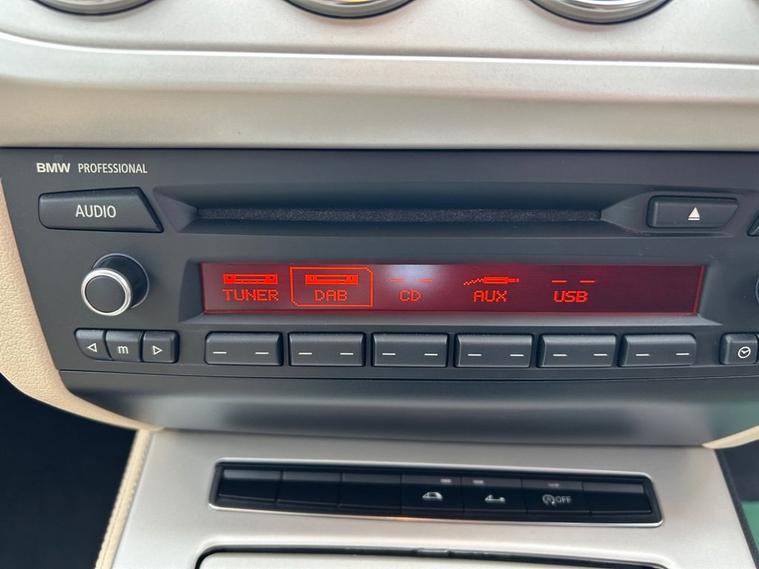 BMW PROFESSIONAL
AUDIO
TUNER DAB CD AUX USB
m
OFF